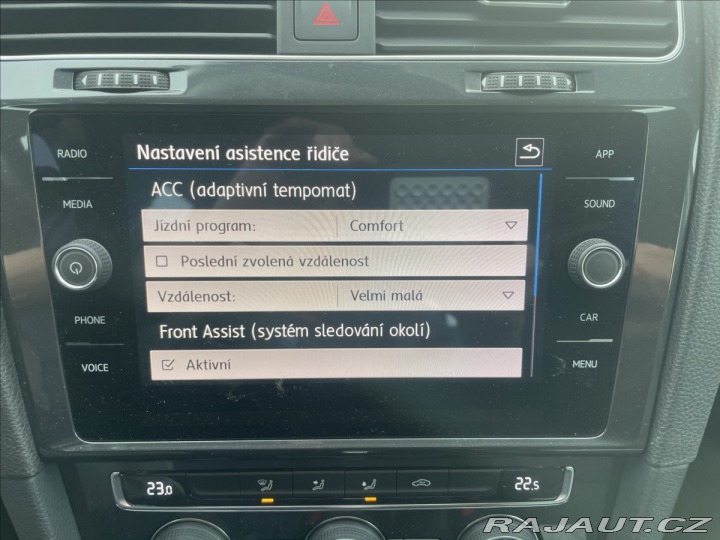 RADIO
MEDIA
PHONE
VOICE
Nastavení asistence řidiče
ACC (adaptivní tempomat)
Jízdní program: Comfort
Poslední zvolená vzdálenost
Vzdálenost: Velmi malá
Front Assist (systém sledování okolí)
Aktivní
APP
SOUND
CAR
MENU
23.0
22.5
RAJAUT.CZ